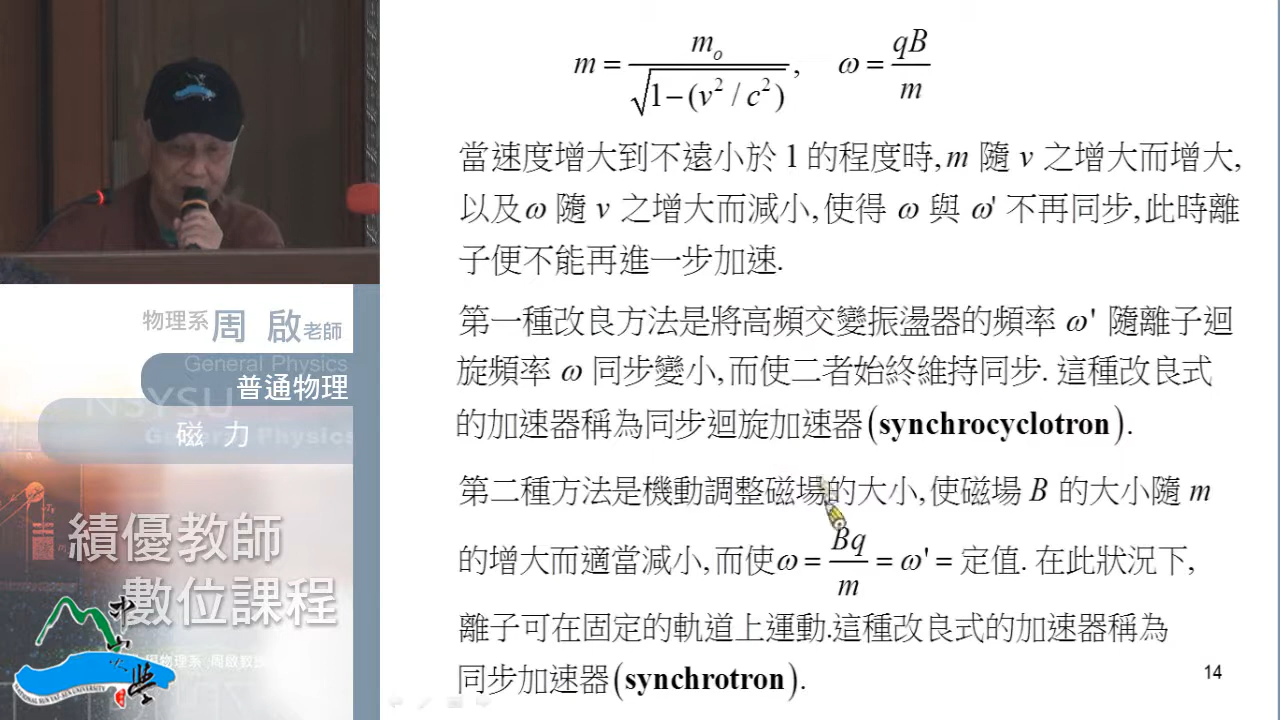 m = m₀ / √(1−(v² / c²)), ω = qB / m
當速度增大到不遠小於 1 的程度時, m 隨 v 之增大而增大,
以及ω 隨 v 之增大而減小, 使得 ω 與 ω' 不再同步, 此時離
子便不能再進一步加速.
第一種改良方法是將高頻交變振盪器的頻率 ω' 隨離子迴
旋頻率 ω 同步變小, 而使二者始終維持同步. 這種改良式
的加速器稱為同步迴旋加速器(synchrocyclotron).
第二種方法是機動調整磁場的大小, 使磁場 B 的大小隨 m
的增大而適當減小, 而使ω = Bq / m = ω' = 定值. 在此狀況下,
離子可在固定的軌道上運動.這種改良式的加速器稱為
同步加速器(synchrotron).
14
物理系周 啟老師
General Physics
普通物理
NSYSU
磁 力
General Physics
績優教師
數位課程